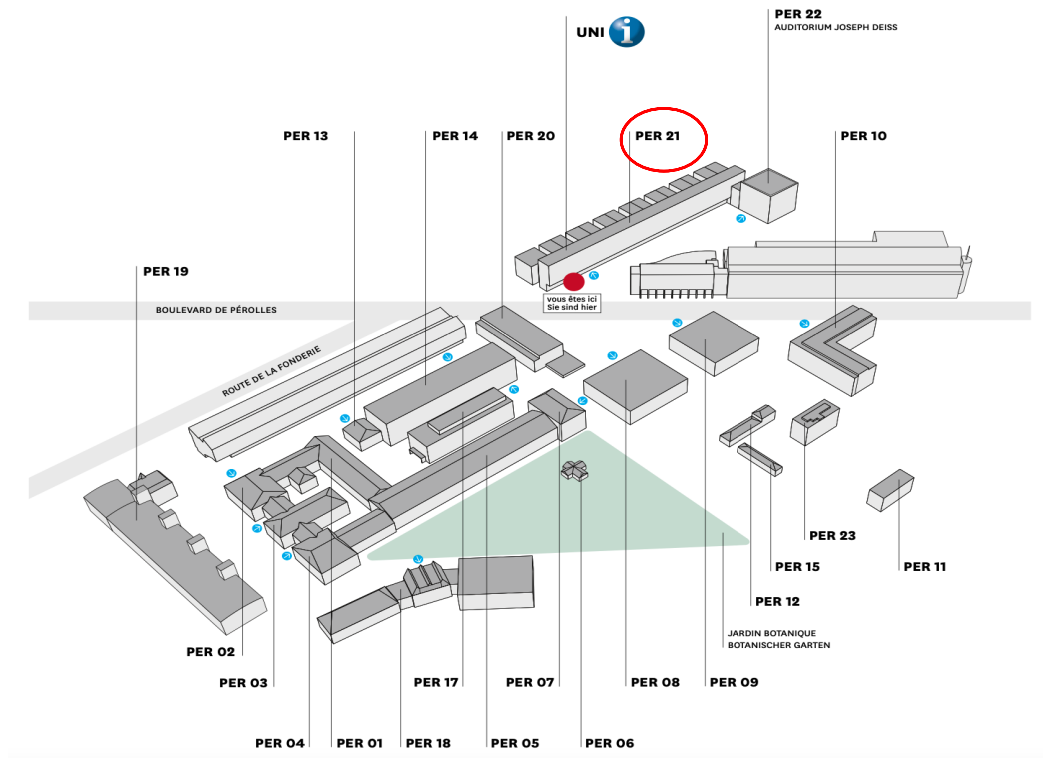 PER 22
AUDITORIUM JOSEPH DEISS
UNI i
PER 13
PER 14
PER 20
PER 21
PER 10
PER 19
vous êtes ici
Sie sind hier
BOULEVARD DE PÉROLLES
ROUTE DE LA FONDERIE
PER 23
PER 15
PER 11
PER 12
JARDIN BOTANIQUE
BOTANISCHER GARTEN
PER 02
PER 03
PER 17
PER 07
PER 08
PER 09
PER 04
PER 01
PER 18
PER 05
PER 06